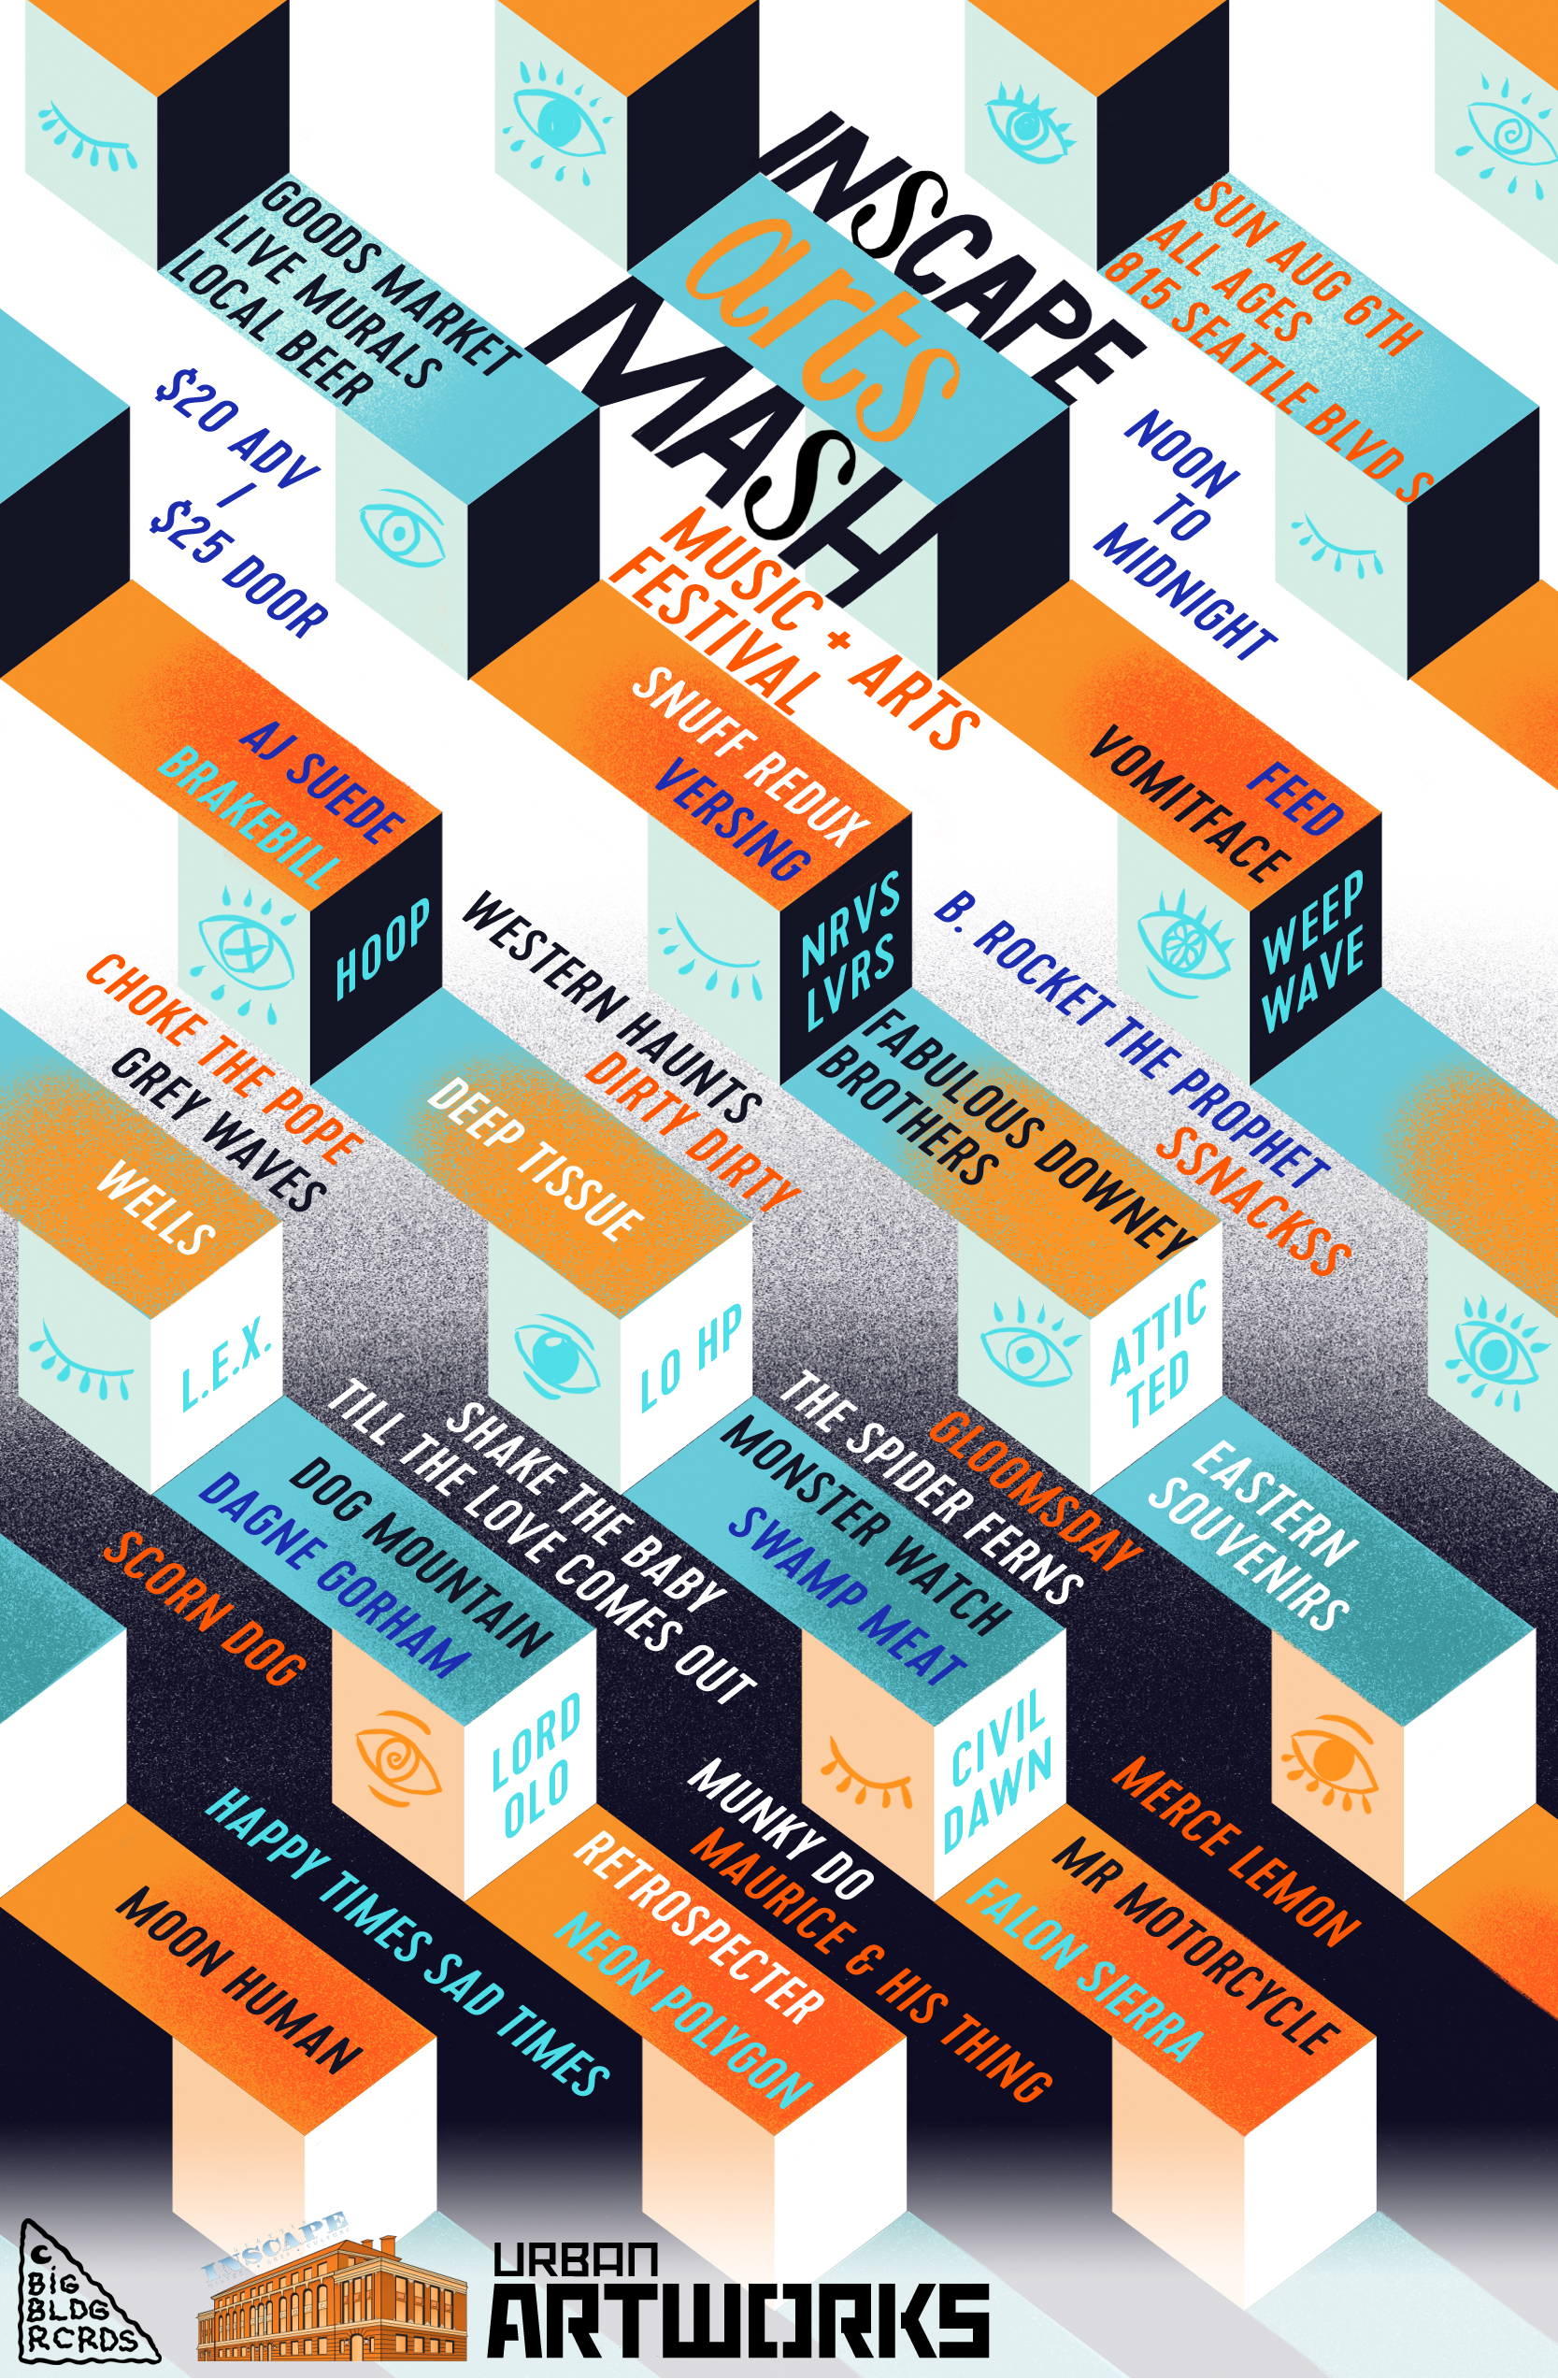 INSCAPE
arts
MASH
MUSIC + ARTS
FESTIVAL
GOODS MARKET
LIVE MURALS
LOCAL BEER
SUN AUG 6TH
ALL AGES
815 SEATTLE BLVD S
$20 ADV
/
$25 DOOR
NOON
TO
MIDNIGHT
AJ SUEDE
BRAKEBILL
HOOP
SNUFF REDUX
VERSING
NRVS
LVRS
FEED
VOMITFACE
WEEP
WAVE
CHOKE THE POPE
GREY WAVES
WELLS
L.E.X.
WESTERN HAUNTS
DIRTY DIRTY
DEEP TISSUE
LO HP
B. ROCKET THE PROPHET
SSNACKSS
FABULOUS DOWNEY
BROTHERS
ATTIC
TED
SCORN DOG
DOG MOUNTAIN
DAGNE GORHAM
LORD
OLO
SHAKE THE BABY
TILL THE LOVE COMES OUT
MONSTER WATCH
SWAMP MEAT
CIVIL
DAWN
GLOOMSDAY
THE SPIDER FERNS
EASTERN
SOUVENIRS
MOON HUMAN
HAPPY TIMES SAD TIMES
RETROSPECTER
NEON POLYGON
MUNKY DO
MAURICE & HIS THING
MR MOTORCYCLE
FALON SIERRA
MERCE LEMON
BIG
BLDG
RCRDS
INSCAPE
URBAN
ARTWORKS